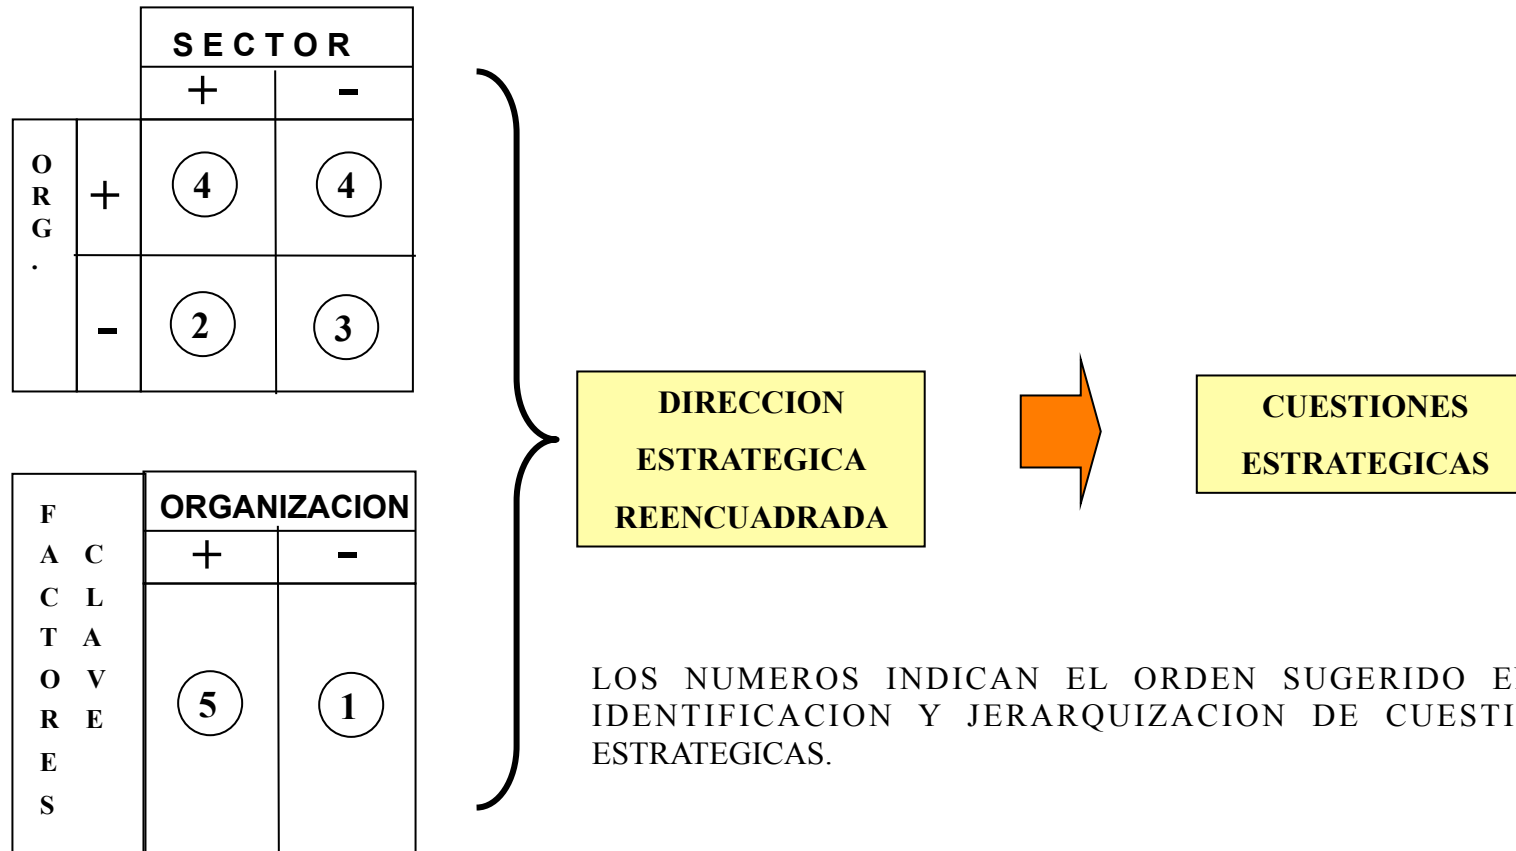 S E C T O R
+ -
ORG.
+ 4 4
- 2 3
FACTORES
CLAVE
ORGANIZACION
+ -
5 1
DIRECCION
ESTRATEGICA
REENCUADRADA
CUESTIONES
ESTRATEGICAS
LOS NUMEROS INDICAN EL ORDEN SUGERIDO
IDENTIFICACION Y JERARQUIZACION DE
ESTRATEGICAS.